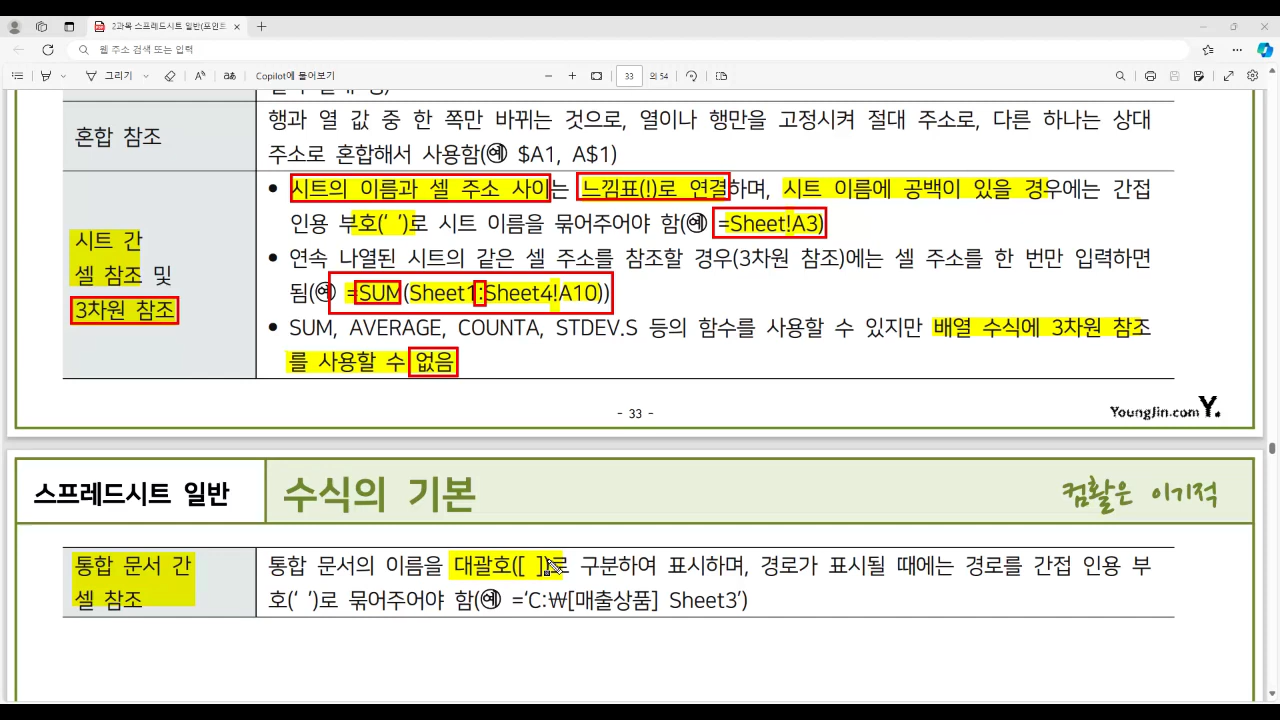 2과목 스프레드시트 일반(포인트
웹 주소 검색 또는 입력
그리기
Copilot에 물어보기
33 의 54
혼합 참조
행과 열 값 중 한 쪽만 바뀌는 것으로, 열이나 행만을 고정시켜 절대 주소로, 다른 하나는 상대
주소로 혼합해서 사용함(예 $A1, A$1)
시트 간
셀 참조 및
3차원 참조
• 시트의 이름과 셀 주소 사이는 느낌표(!)로 연결하며, 시트 이름에 공백이 있을 경우에는 간접
인용 부호(‘ ’)로 시트 이름을 묶어주어야 함(예 =Sheet!A3)
• 연속 나열된 시트의 같은 셀 주소를 참조할 경우(3차원 참조)에는 셀 주소를 한 번만 입력하면
됨(예 =SUM(Sheet1:Sheet4!A10))
• SUM, AVERAGE, COUNTA, STDEV.S 등의 함수를 사용할 수 있지만 배열 수식에 3차원 참조
를 사용할 수 없음
- 33 -
YoungJin.com Y.
스프레드시트 일반
수식의 기본
컴활은 이기적
통합 문서 간
셀 참조
통합 문서의 이름을 대괄호([ ])로 구분하여 표시하며, 경로가 표시될 때에는 경로를 간접 인용 부
호(‘ ’)로 묶어주어야 함(예 =‘C:₩[매출상품] Sheet3’)